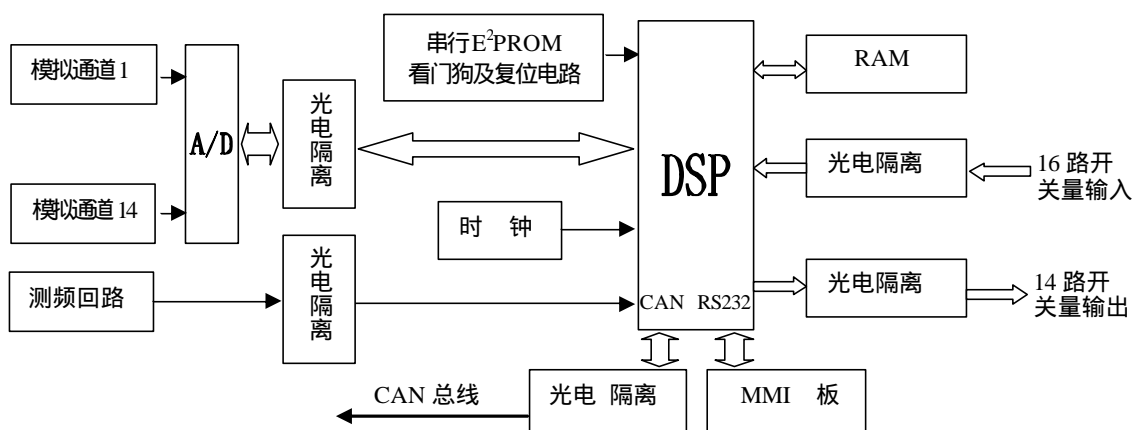 模拟通道1
模拟通道14
测频回路
A/D
光电隔离
光电隔离
串行E²PROM
看门狗及复位电路
时 钟
DSP
CAN RS232
RAM
光电隔离
16 路开
关量输入
光电隔离
14 路开
关量输出
CAN 总线
光电 隔离
MMI 板